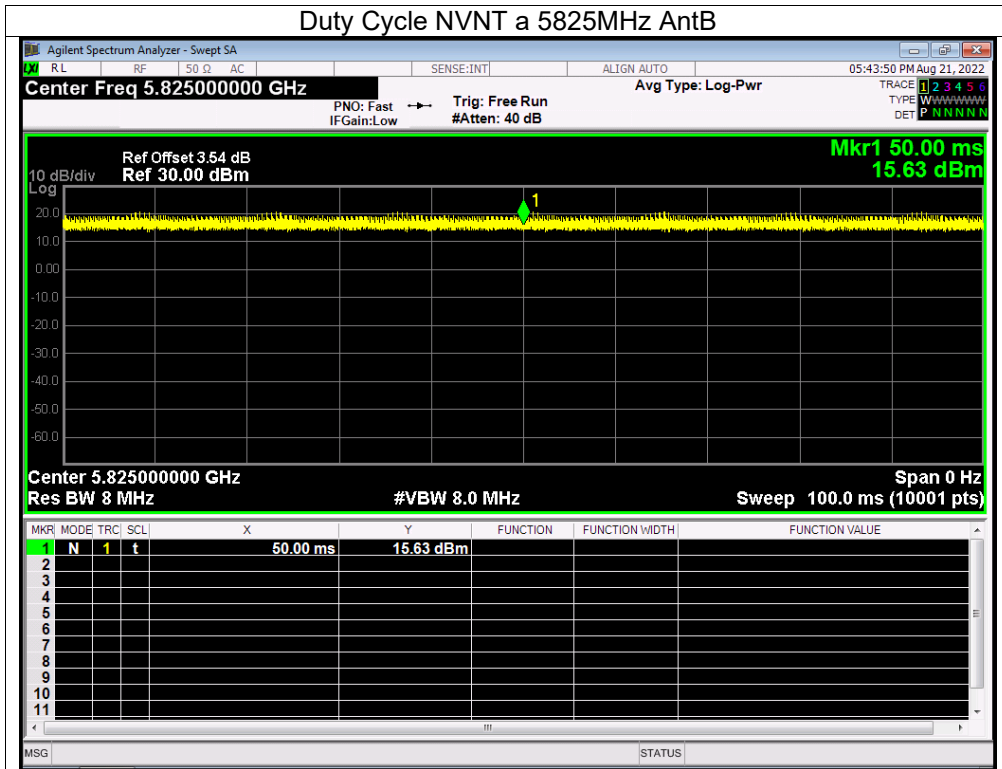 Duty Cycle NVNT a 5825MHz AntB
Agilent Spectrum Analyzer - Swept SA
LXI RL RF 50 Ω AC SENSE:INT ALIGN AUTO 05:43:50 PM Aug 21, 2022
Center Freq 5.825000000 GHz Avg Type: Log-Pwr TRACE 1 2 3 4 5 6
PNO: Fast Trig: Free Run TYPE WWWWWW
IFGain:Low #Atten: 40 dB DET P N N N N N
Mkr1 50.00 ms
Ref Offset 3.54 dB
10 dB/div Ref 30.00 dBm 15.63 dBm
Log
1
20.0
10.0
0.00
-10.0
-20.0
-30.0
-40.0
-50.0
-60.0
Center 5.825000000 GHz Span 0 Hz
Res BW 8 MHz #VBW 8.0 MHz Sweep 100.0 ms (10001 pts)
MKR MODE TRC SCL X Y FUNCTION FUNCTION WIDTH FUNCTION VALUE
1 N 1 t 50.00 ms 15.63 dBm
2
3
4
5
6
7
8
9
10
11
MSG STATUS